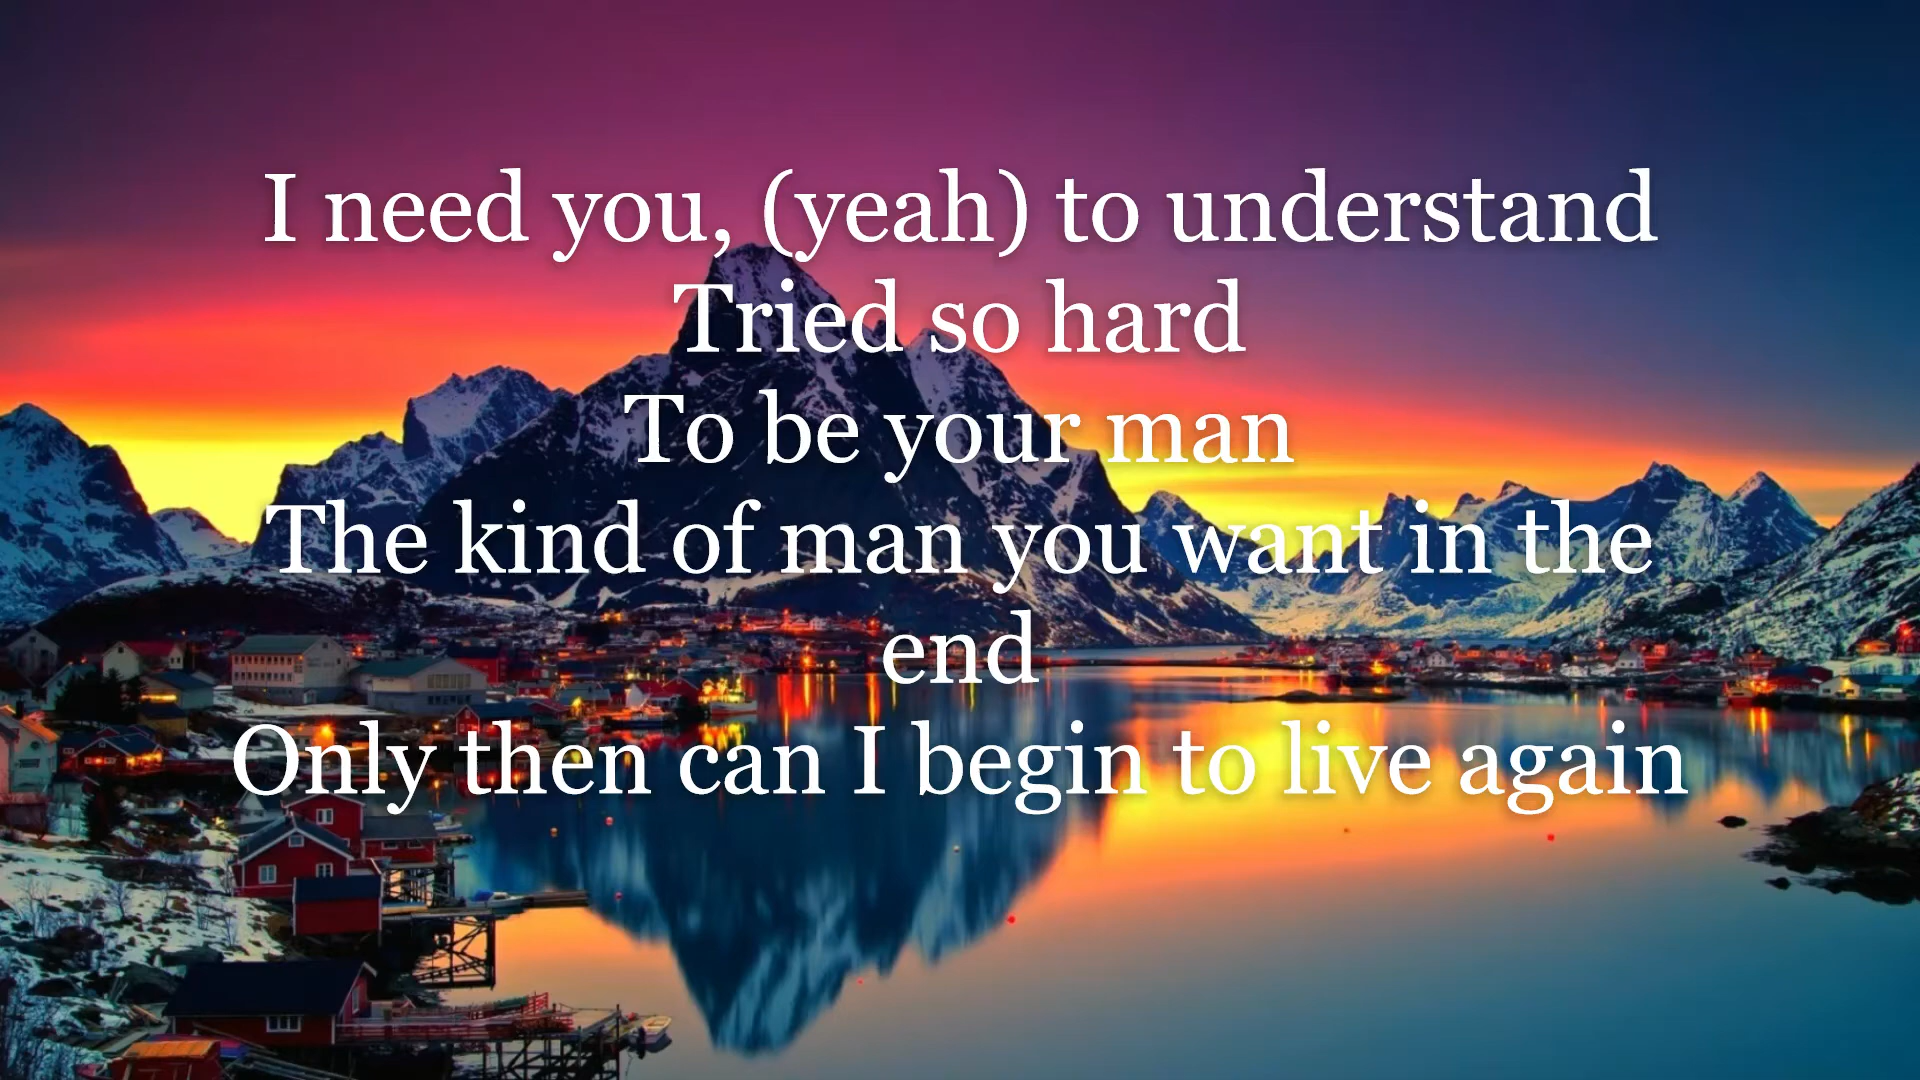 I need you, (yeah) to understand
Tried so hard
To be your man
The kind of man you want in the
end
Only then can I begin to live again